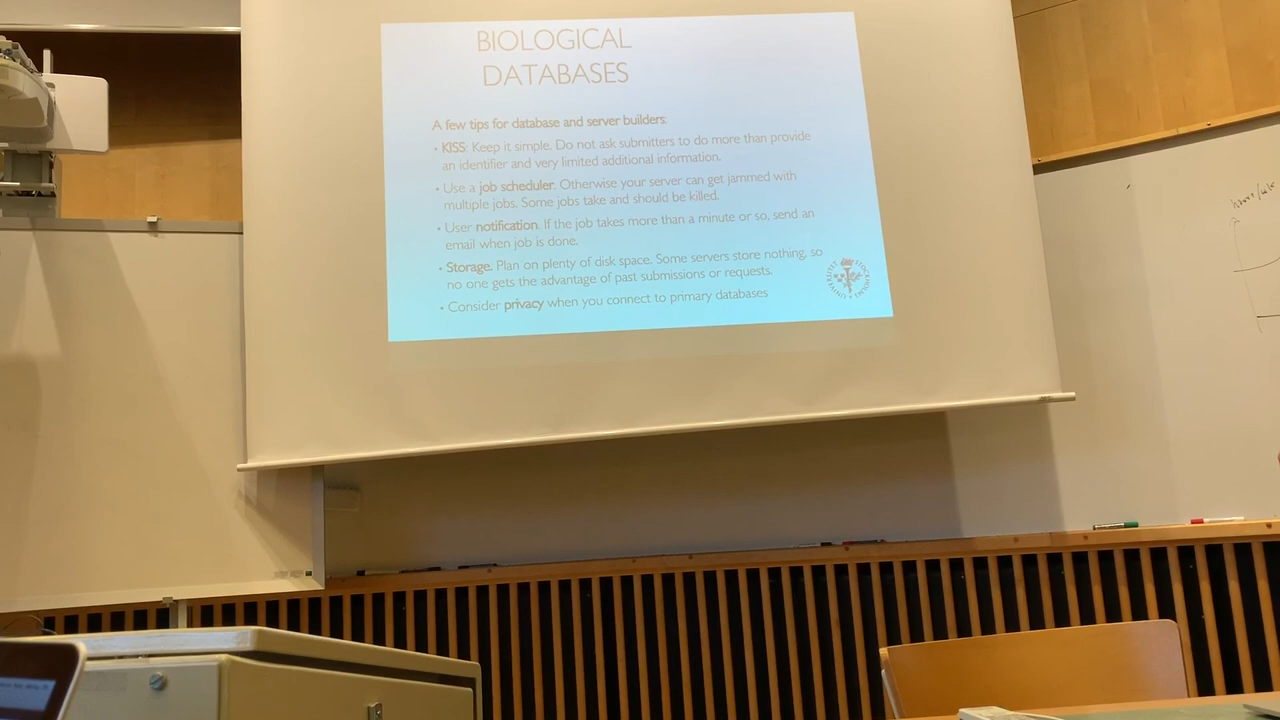 BIOLOGICAL
DATABASES
A few tips for database and server builders:
• KISS: Keep it simple. Do not ask submitters to do more than provide
an identifier and very limited additional information.
• Use a job scheduler. Otherwise your server can get jammed with
multiple jobs. Some jobs take and should be killed.
• User notification. If the job takes more than a minute or so, send an
email when job is done.
• Storage. Plan on plenty of disk space. Some servers store nothing, so
no one gets the advantage of past submissions or requests.
• Consider privacy when you connect to primary databases
STOCKHOLMS UNIVERSITET